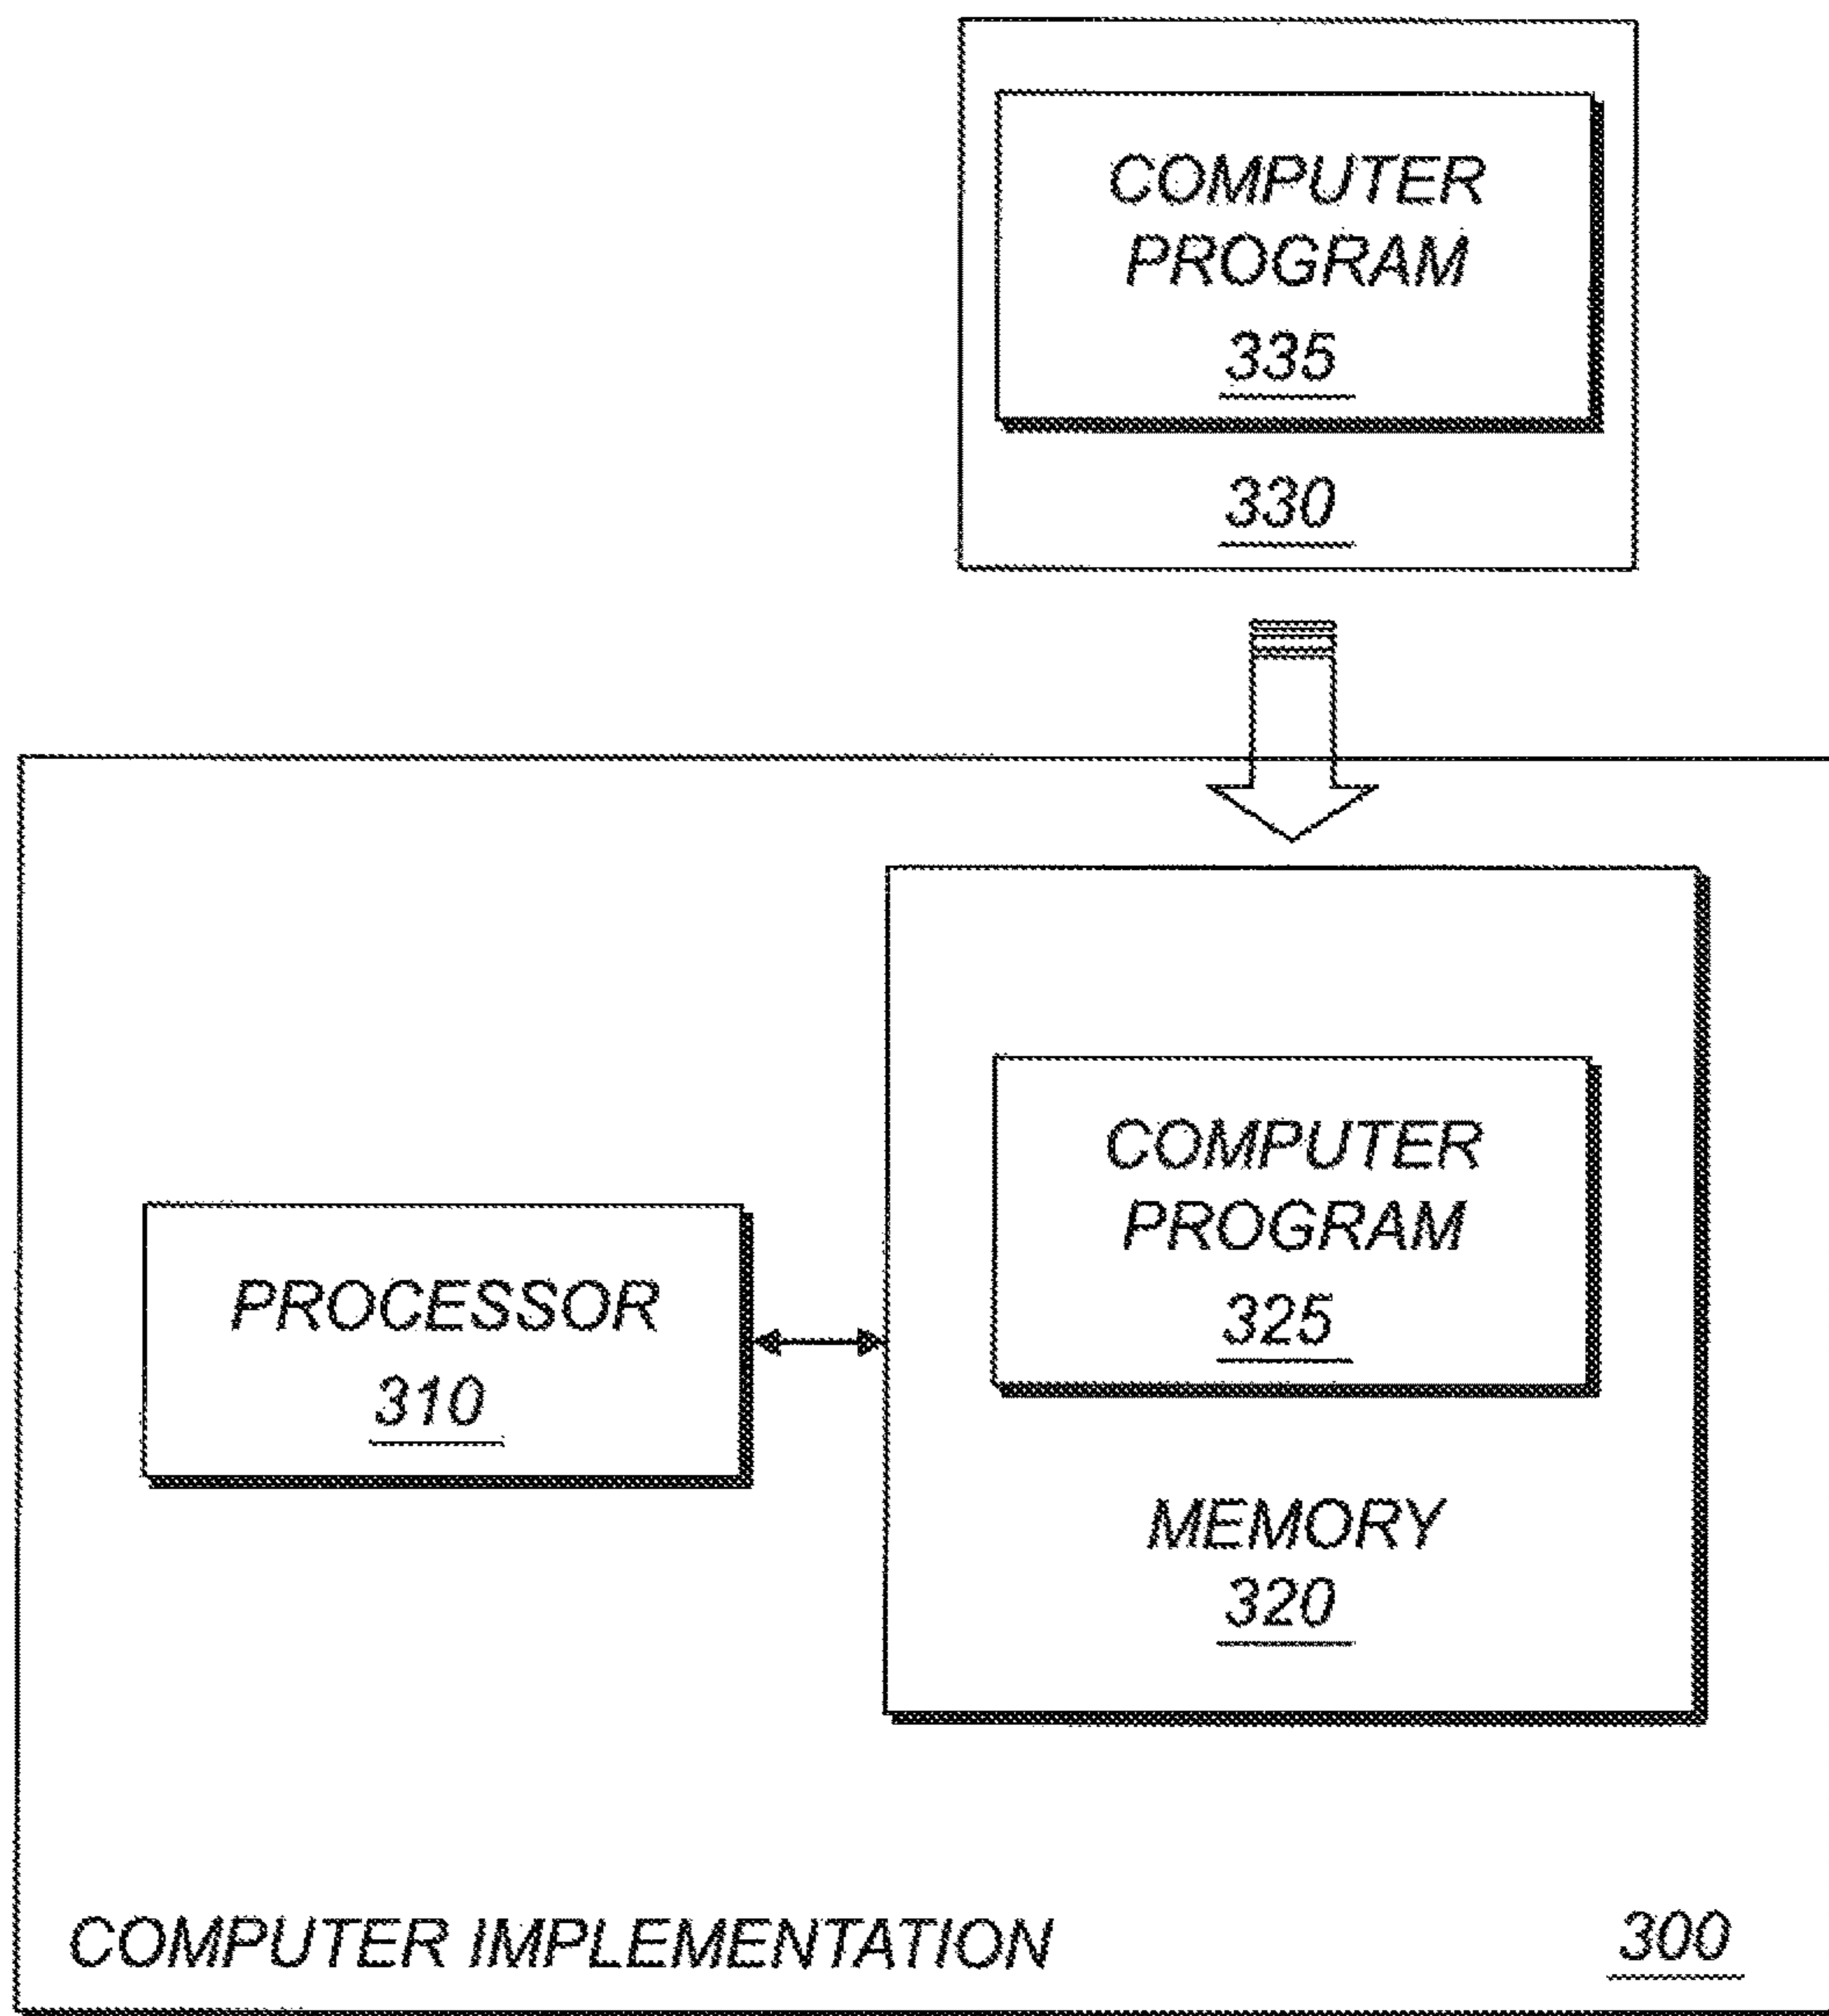 COMPUTER
PROGRAM
335
330
COMPUTER
PROGRAM
325
PROCESSOR
310
MEMORY
320
COMPUTER IMPLEMENTATION
300